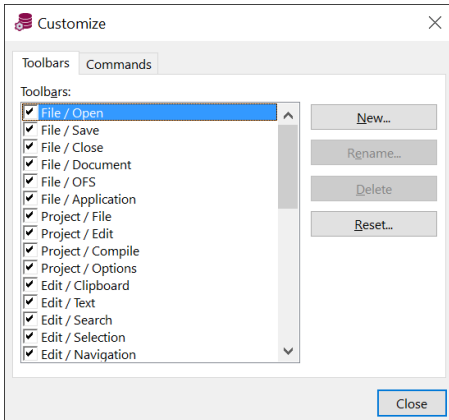 Customize
Toolbars
Commands
Toolbars:
File / Open
File / Save
File / Close
File / Document
File / OFS
File / Application
Project / File
Project / Edit
Project / Compile
Project / Options
Edit / Clipboard
Edit / Text
Edit / Search
Edit / Selection
Edit / Navigation
New...
Rename...
Delete
Reset...
Close